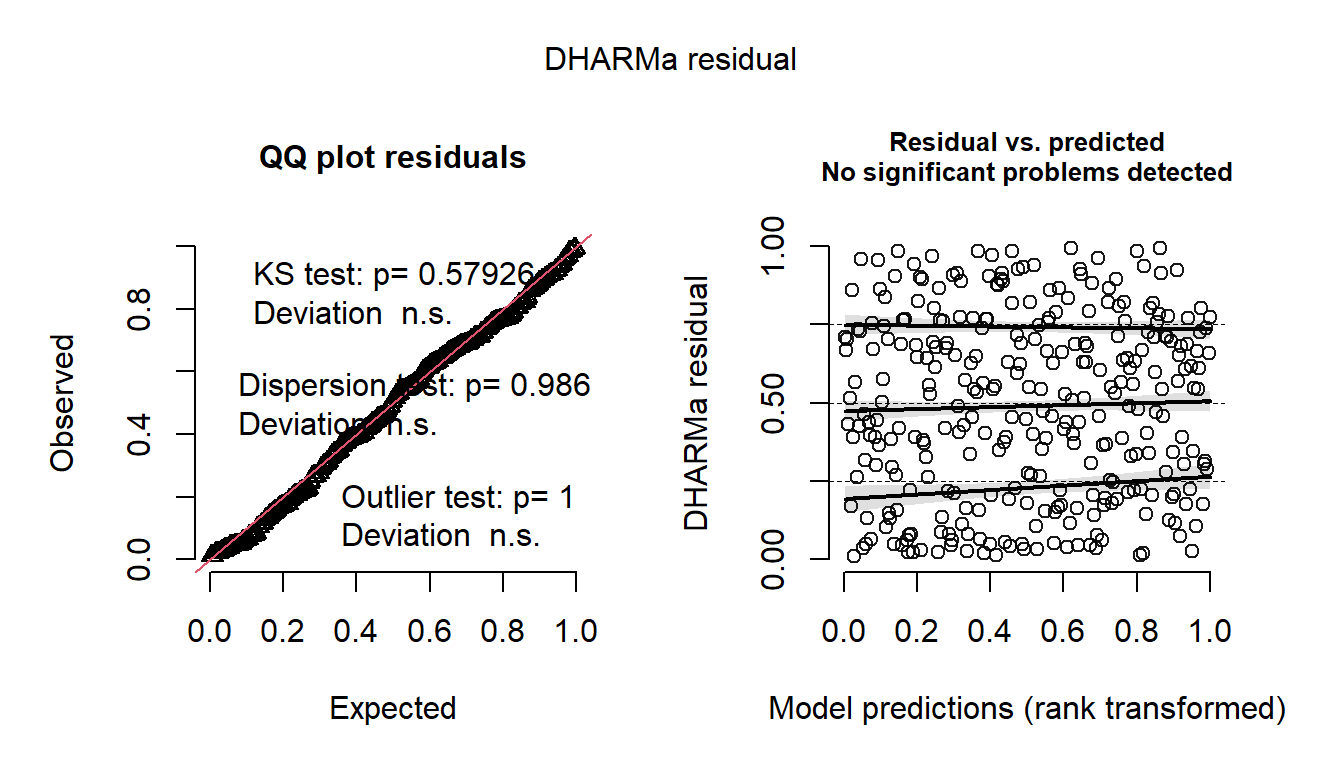 DHARMa residual
QQ plot residuals
KS test: p= 0.57926
Deviation  n.s.
Dispersion test: p= 0.986
Deviation  n.s.
Outlier test: p= 1
Deviation  n.s.
Observed
0.0
0.4
0.8
0.0 0.2 0.4 0.6 0.8 1.0
Expected
Residual vs. predicted
No significant problems detected
DHARMa residual
0.00
0.50
1.00
0.0 0.2 0.4 0.6 0.8 1.0
Model predictions (rank transformed)